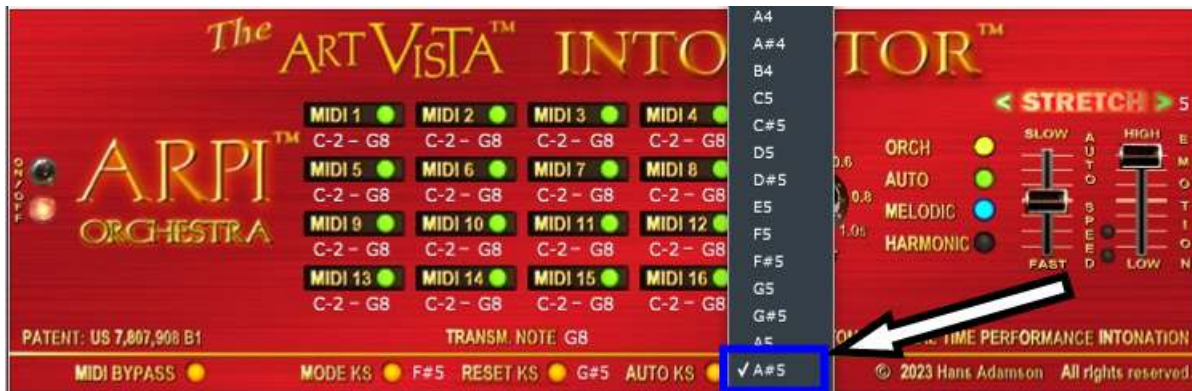 The ART VISTA™ INTO TOR™
ARPI™
ORCHESTRA
ON/OFF
MIDI 1 MIDI 2 MIDI 3 MIDI 4
C-2 – G8 C-2 – G8 C-2 – G8 C-2 – G8
MIDI 5 MIDI 6 MIDI 7 MIDI 8
C-2 – G8 C-2 – G8 C-2 – G8 C-2 – G8
MIDI 9 MIDI 10 MIDI 11 MIDI 12
C-2 – G8 C-2 – G8 C-2 – G8 C-2 – G8
MIDI 13 MIDI 14 MIDI 15 MIDI 16
C-2 – G8 C-2 – G8 C-2 – G8 C-2 – G8
A4
A#4
B4
C5
C#5
D5
D#5
E5
F5
F#5
G5
G#5
A5
✓ A#5
0.6
0.8
1.05
< STRETCH > 5
ORCH
AUTO
MELODIC
HARMONIC
SLOW
FAST
AUTO SPEED
HIGH
LOW
EMOTION
PATENT: US 7,807,908 B1
TRANSM. NOTE G8
TIME PERFORMANCE INTONATION
MIDI BYPASS MODE KS F#5 RESET KS G#5 AUTO KS
© 2023 Hans Adamson All rights reserved